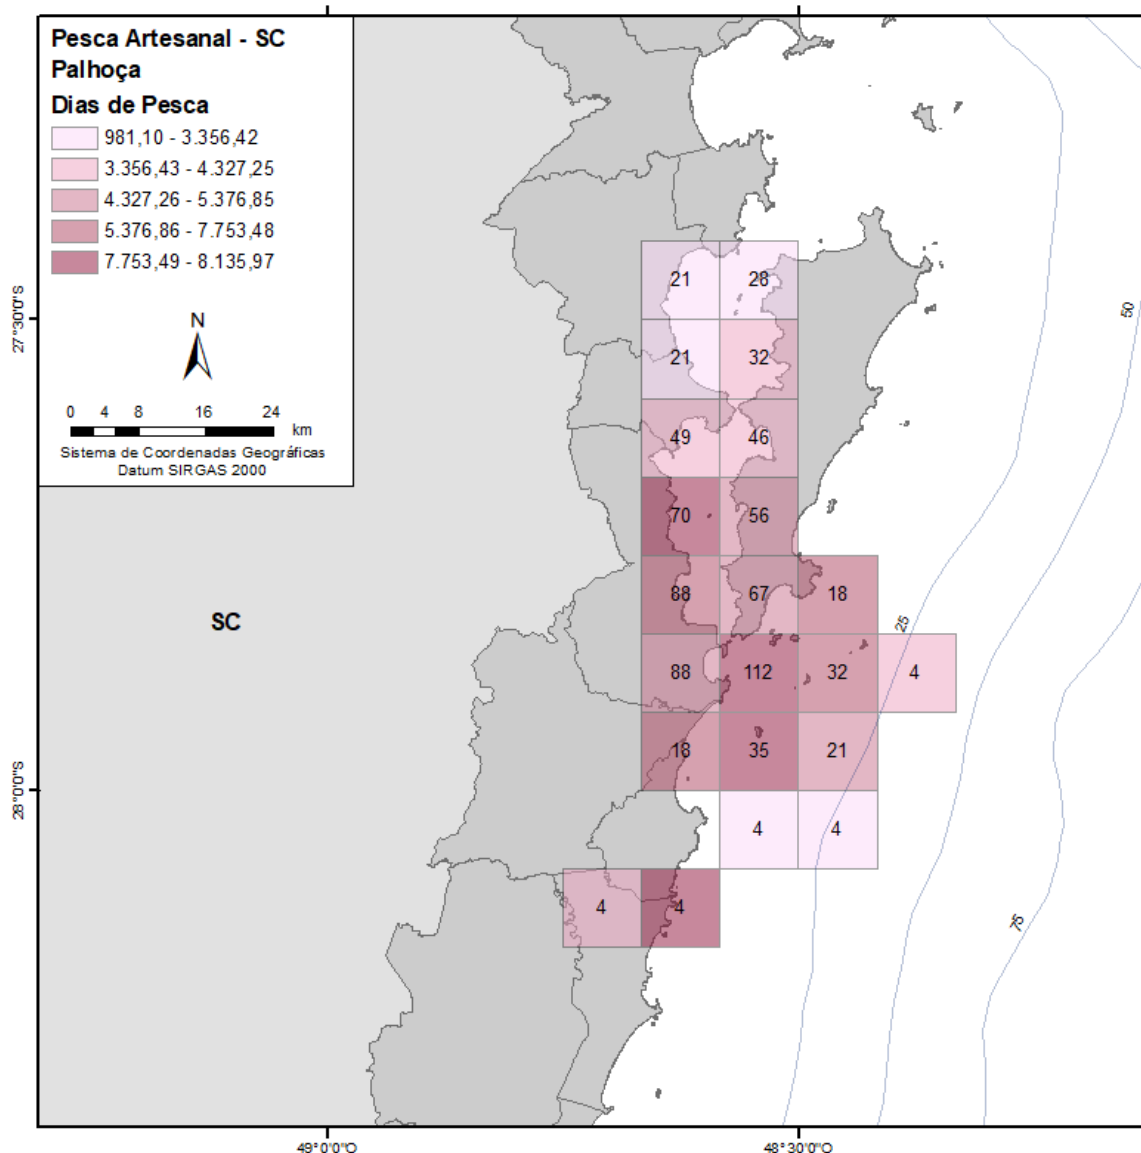 Pesca Artesanal - SC
Palhoça
Dias de Pesca
981,10 - 3.356,42
3.356,43 - 4.327,25
4.327,26 - 5.376,85
5.376,86 - 7.753,48
7.753,49 - 8.135,97
N
0 4 8 16 24
km
Sistema de Coordenadas Geográficas
Datum SIRGAS 2000
27°30'0"S
28°0'0"S
SC
21 28
21 32
49 46
70 56
88 67 18
88 112 32 4
18 35 21
4 4
4 4
50
25
75
49°0'0"O
48°30'0"O